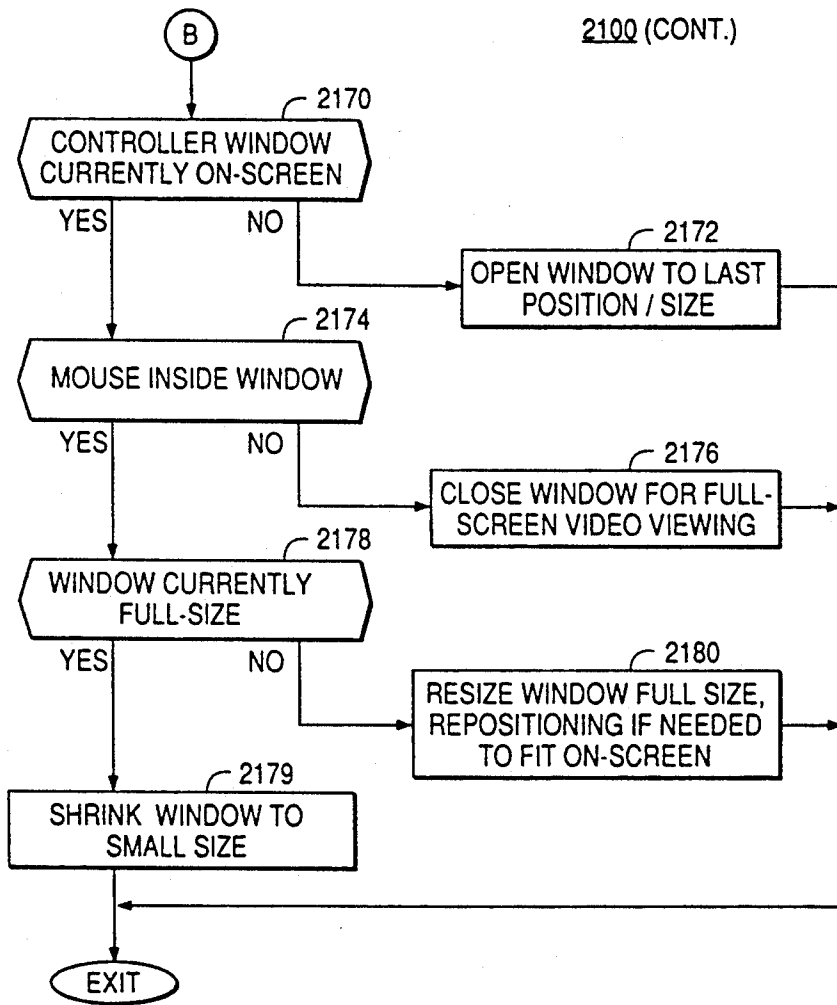 B
2100 (CONT.)
2170
CONTROLLER WINDOW
CURRENTLY ON-SCREEN
YES
NO
2172
OPEN WINDOW TO LAST
POSITION / SIZE
2174
MOUSE INSIDE WINDOW
YES
NO
2176
CLOSE WINDOW FOR FULL-
SCREEN VIDEO VIEWING
2178
WINDOW CURRENTLY
FULL-SIZE
YES
NO
2180
RESIZE WINDOW FULL SIZE,
REPOSITIONING IF NEEDED
TO FIT ON-SCREEN
2179
SHRINK WINDOW TO
SMALL SIZE
EXIT